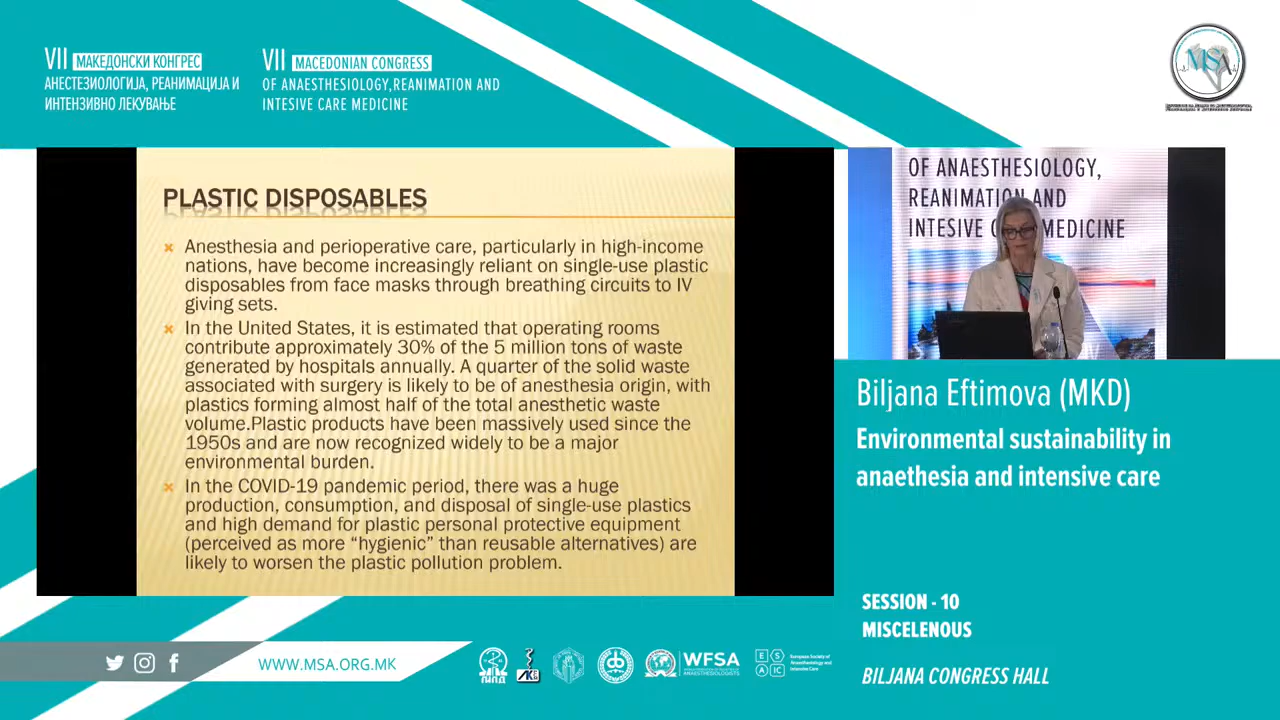 VII МАКЕДОНСКИ КОНГРЕС
АНЕСТЕЗИОЛОГИЈА, РЕАНИМАЦИЈА И
ИНТЕНЗИВНО ЛЕКУВАЊЕ
VII MACEDONIAN CONGRESS
OF ANAESTHESIOLOGY,REANIMATION AND
INTESIVE CARE MEDICINE
MSA
PLASTIC DISPOSABLES
Anesthesia and perioperative care, particularly in high-income
nations, have become increasingly reliant on single-use plastic
disposables from face masks through breathing circuits to IV
giving sets.
In the United States, it is estimated that operating rooms
contribute approximately 30% of the 5 million tons of waste
generated by hospitals annually. A quarter of the solid waste
associated with surgery is likely to be of anesthesia origin, with
plastics forming almost half of the total anesthetic waste
volume.Plastic products have been massively used since the
1950s and are now recognized widely to be a major
environmental burden.
In the COVID-19 pandemic period, there was a huge
production, consumption, and disposal of single-use plastics
and high demand for plastic personal protective equipment
(perceived as more “hygienic” than reusable alternatives) are
likely to worsen the plastic pollution problem.
OF ANAESTHESIOLOGY,
REANIMATION AND
INTESIVE C MEDICINE
Biljana Eftimova (MKD)
Environmental sustainability in
anaethesia and intensive care
SESSION - 10
MISCELENOUS
BILJANA CONGRESS HALL
WWW.MSA.ORG.MK
WFSA
ESAIC
European Society of
Anaesthesiology and
Intensive Care